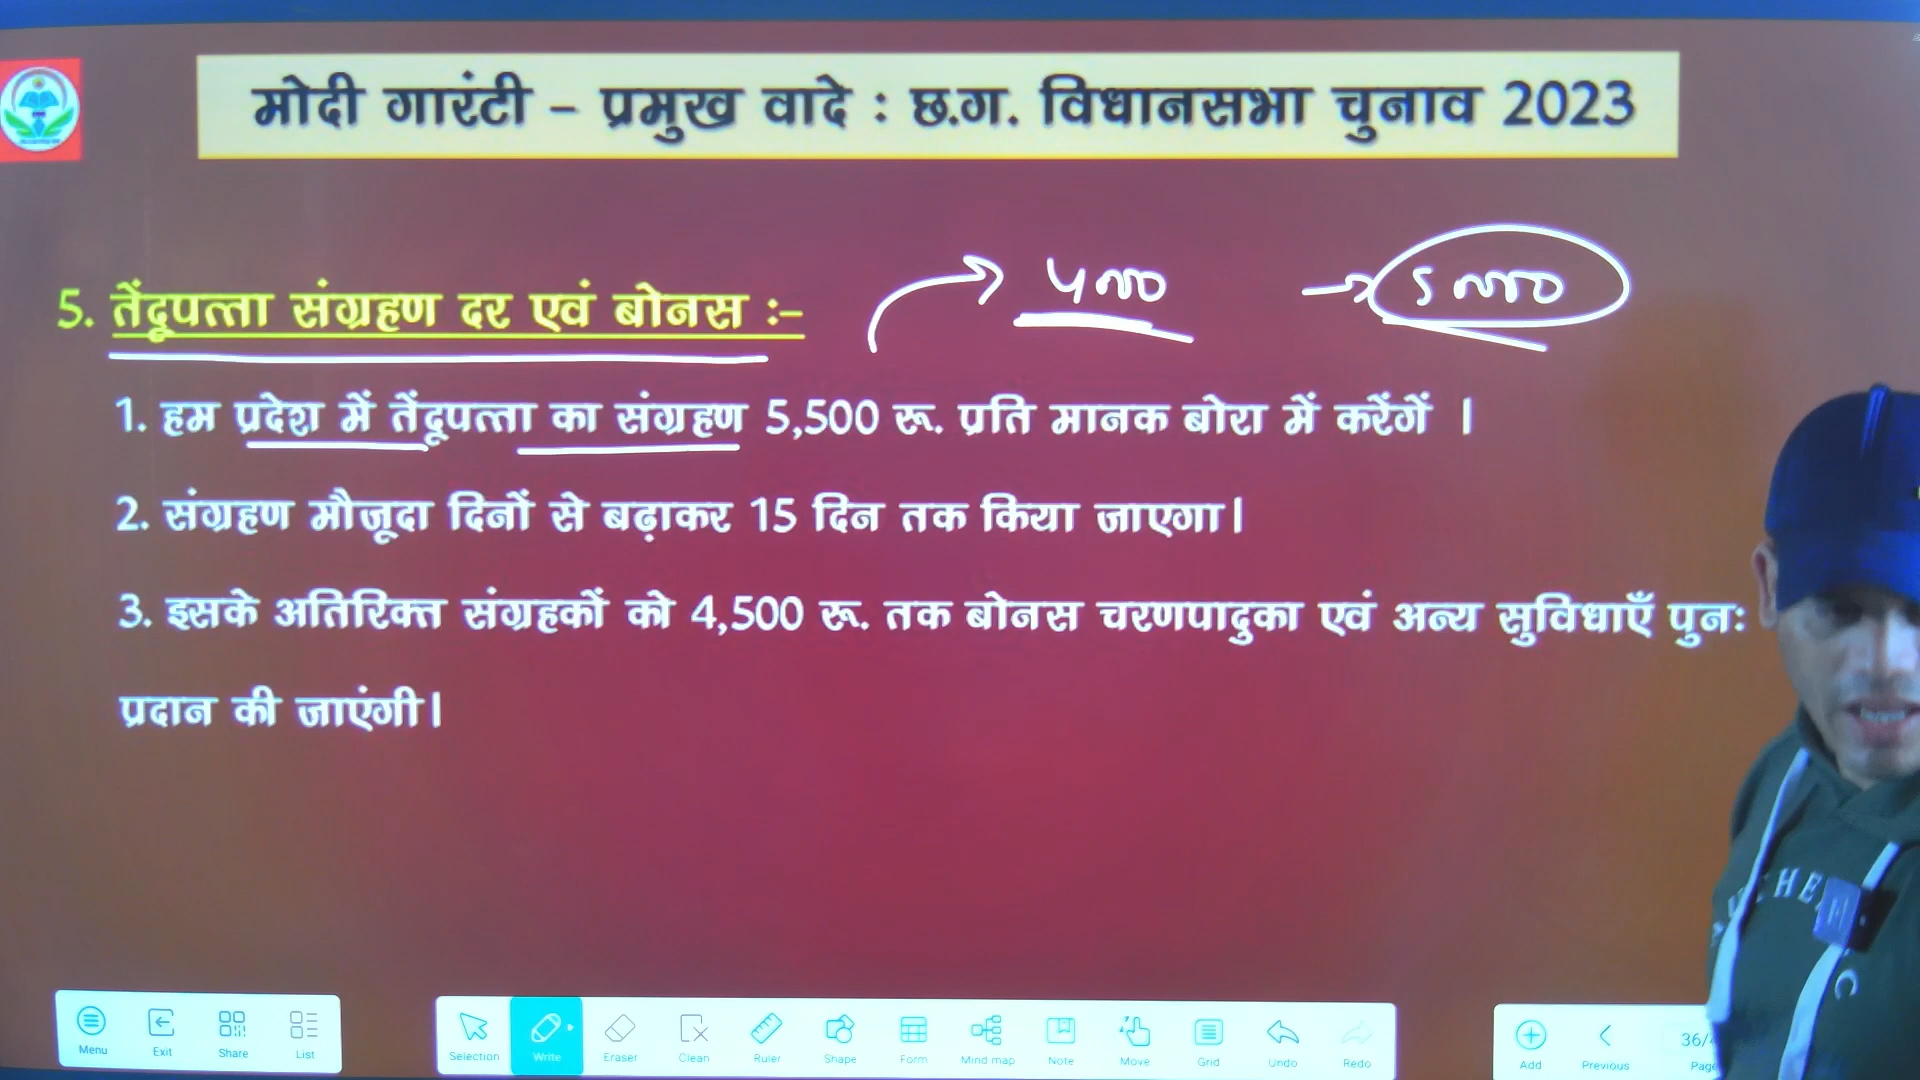 मोदी गारंटी – प्रमुख वादे : छ.ग. विधानसभा चुनाव 2023
5. तेंदूपत्ता संग्रहण दर एवं बोनस :-
1. हम प्रदेश में तेंदूपत्ता का संग्रहण 5,500 रू. प्रति मानक बोरा में करेंगें ।
2. संग्रहण मौजूदा दिनों से बढ़ाकर 15 दिन तक किया जाएगा।
3. इसके अतिरिक्त संग्रहकों को 4,500 रू. तक बोनस चरणपादुका एवं अन्य सुविधाएँ पुनः
प्रदान की जाएंगी।
Menu Exit Share List Selection Write Eraser Clean Ruler Shape Form Mind map Note Move Grid Undo Redo Add Previous 36/ Page